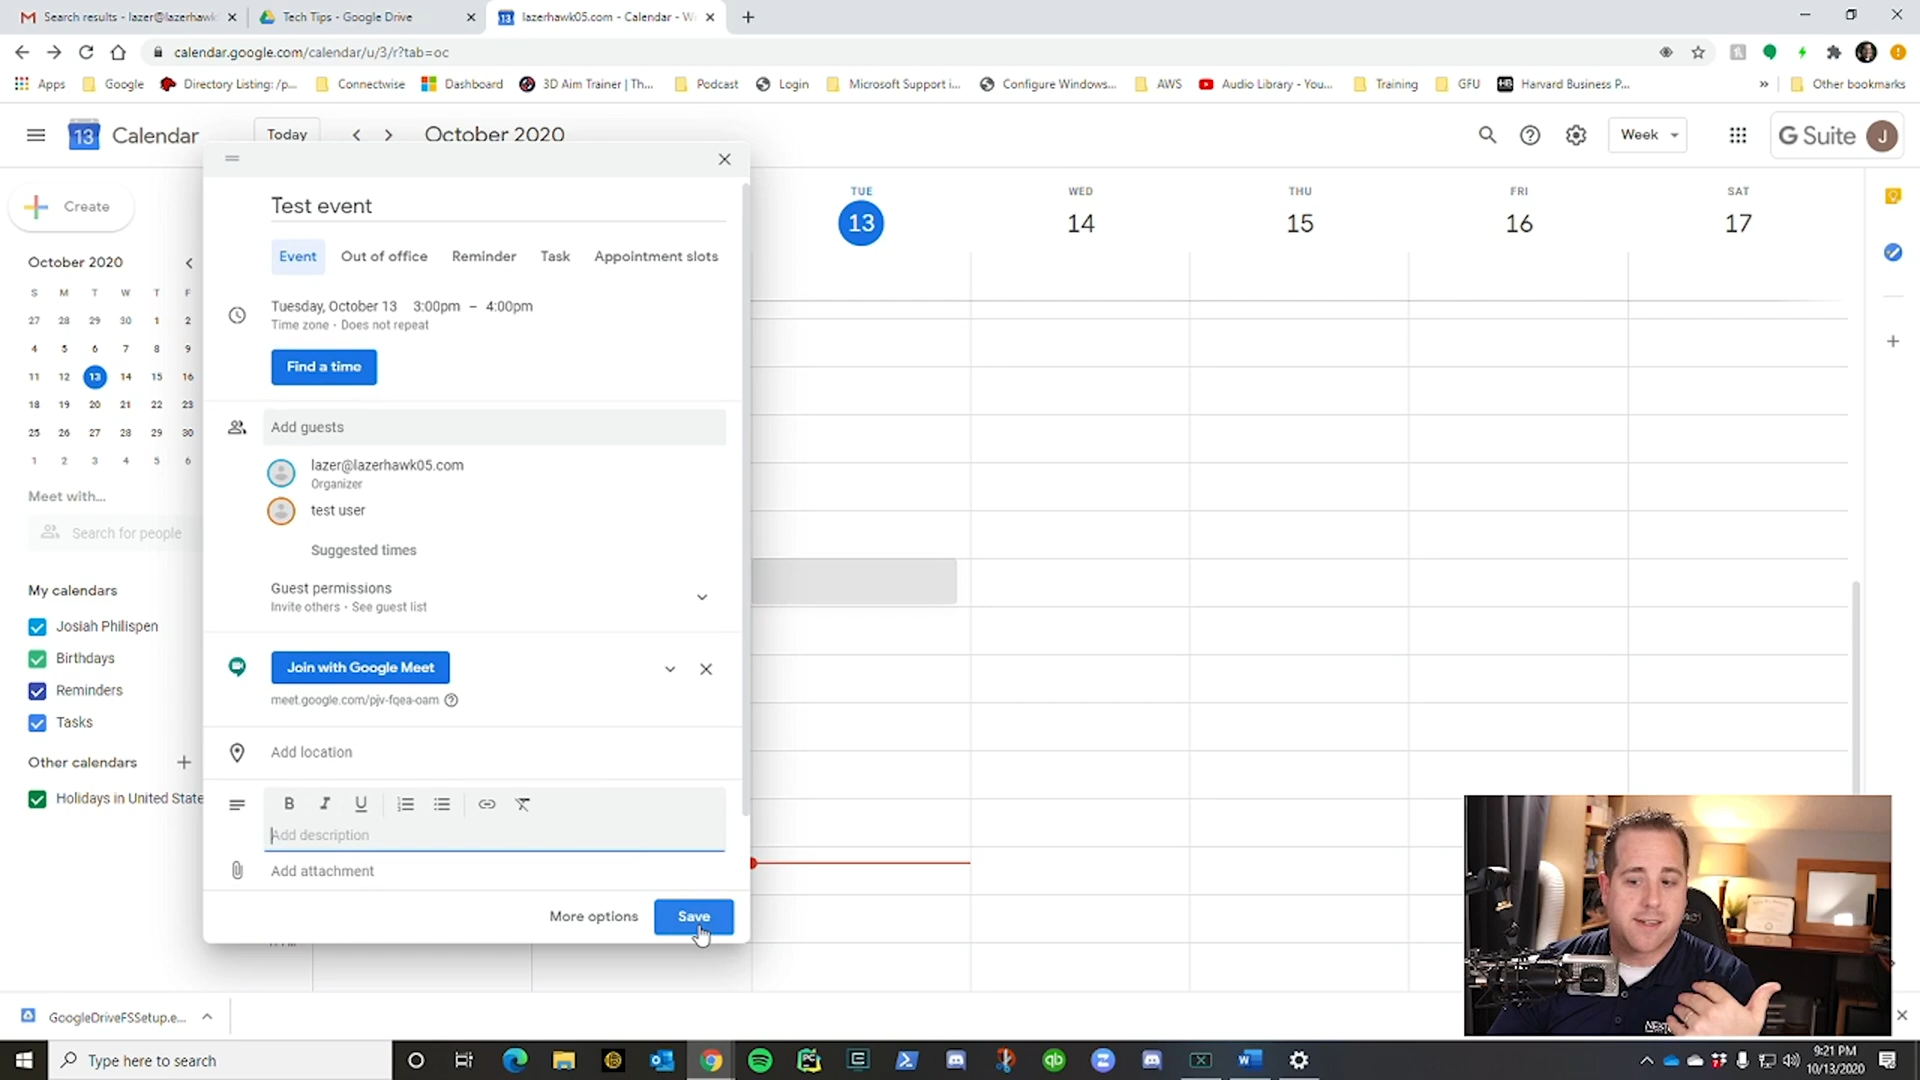 Search results - lazer@lazerhawk
Tech Tips - Google Drive
lazerhawk05.com - Calendar - W
calendar.google.com/calendar/u/3/r?tab=oc
Apps
Google
Directory Listing: /p...
Connectwise
Dashboard
3D Aim Trainer | Th...
Podcast
Login
Microsoft Support i...
Configure Windows...
AWS
Audio Library - You...
Training
GFU
Harvard Business P...
Other bookmarks
13
Calendar
Today
October 2020
Week
G Suite
J
Create
October 2020
S M T W T F
27 28 29 30 1 2
4 5 6 7 8 9
11 12 13 14 15 16
18 19 20 21 22 23
25 26 27 28 29 30
1 2 3 4 5 6
Meet with...
Search for people
My calendars
Josiah Philispen
Birthdays
Reminders
Tasks
Other calendars
Holidays in United State
Test event
Event
Out of office
Reminder
Task
Appointment slots
Tuesday, October 13 3:00pm – 4:00pm
Time zone · Does not repeat
Find a time
Add guests
lazer@lazerhawk05.com
Organizer
test user
Suggested times
Guest permissions
Invite others · See guest list
Join with Google Meet
meet.google.com/pjv-fqea-oam
Add location
B I U
Add description
Add attachment
More options
Save
TUE
13
WED
14
THU
15
FRI
16
SAT
17
GoogleDriveFSSetup.e...
Type here to search
9:21 PM
10/13/2020